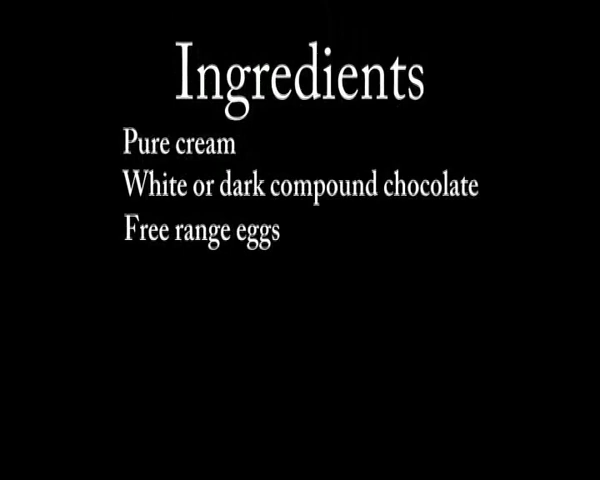 Ingredients
Pure cream
White or dark compound chocolate
Free range eggs